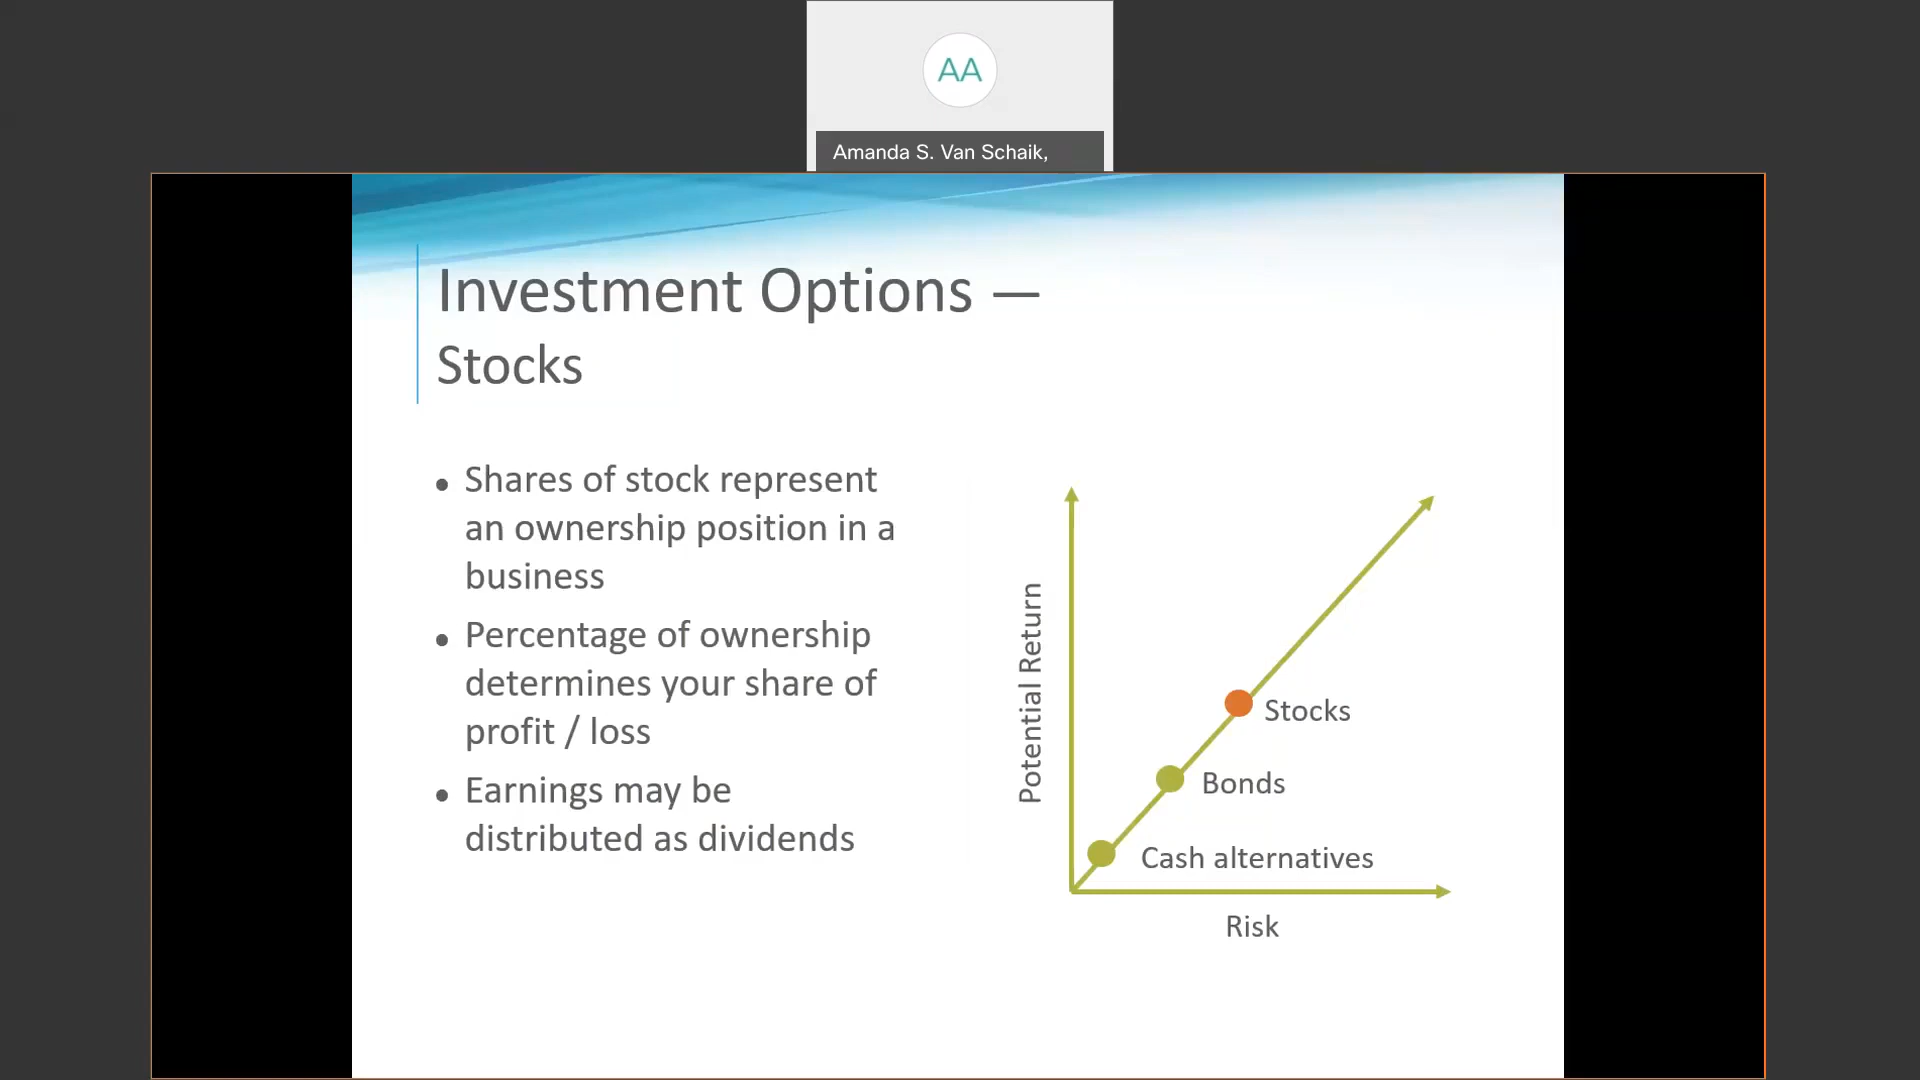 AA
Amanda S. Van Schaik,
Investment Options —
Stocks
• Shares of stock represent
an ownership position in a
business
• Percentage of ownership
determines your share of
profit / loss
• Earnings may be
distributed as dividends
Potential Return
Stocks
Bonds
Cash alternatives
Risk